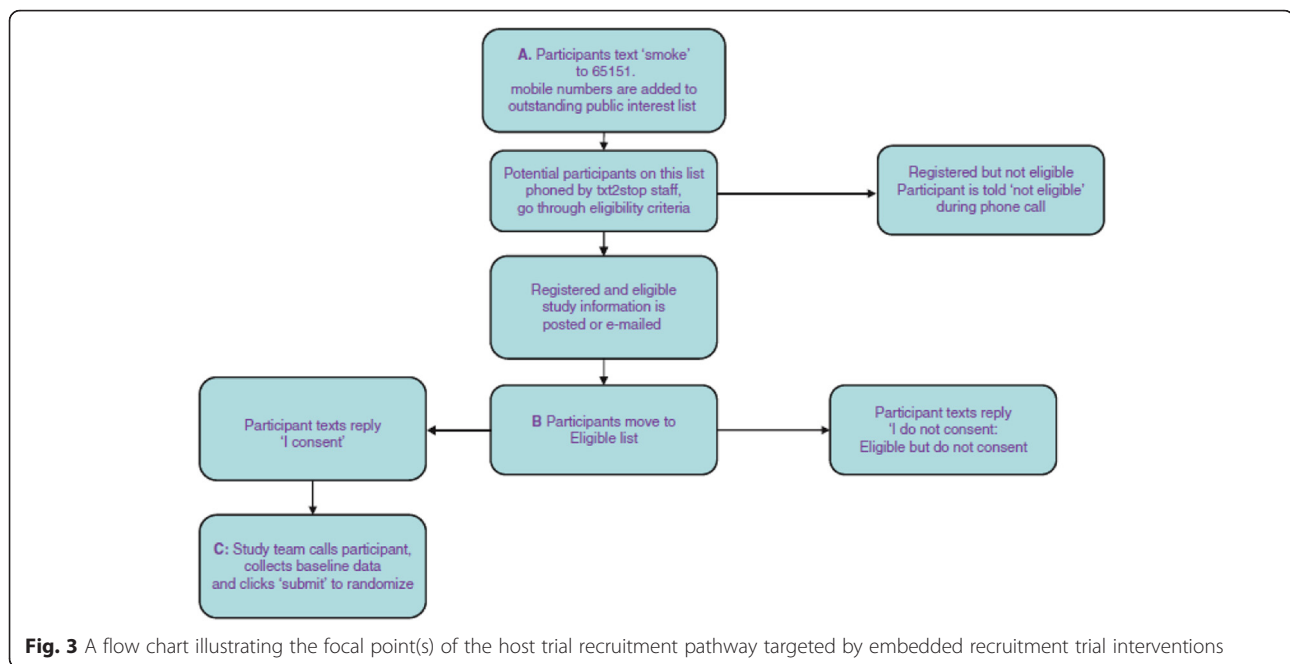 A. Participants text 'smoke'
to 65151.
mobile numbers are added to
outstanding public interest list
Potential participants on this list
phoned by txt2stop staff,
go through eligibility criteria
Registered but not eligible
Participant is told 'not eligible'
during phone call
Registered and eligible
study information is
posted or e-mailed
Participant texts reply
'I consent'
B Participants move to
Eligible list
Participant texts reply
'I do not consent:
Eligible but do not consent
C: Study team calls participant,
collects baseline data
and clicks 'submit' to randomize
Fig. 3 A flow chart illustrating the focal point(s) of the host trial recruitment pathway targeted by embedded recruitment trial interventions